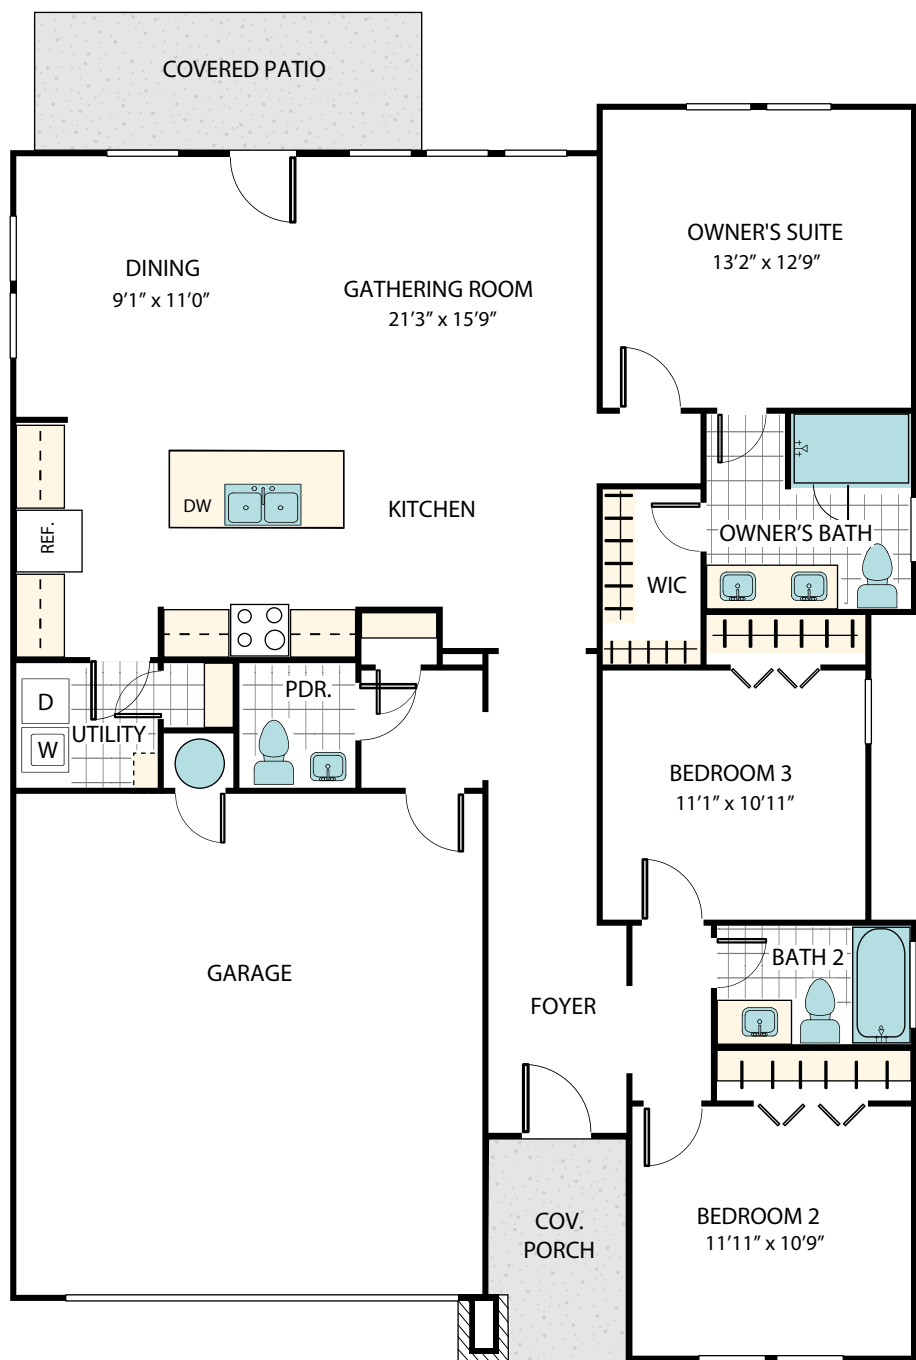 COVERED PATIO
OWNER'S SUITE
13'2" x 12'9"
DINING
9'1" x 11'0"
GATHERING ROOM
21'3" x 15'9"
DW
KITCHEN
REF.
OWNER'S BATH
WIC
PDR.
D
UTILITY
W
BEDROOM 3
11'1" x 10'11"
GARAGE
BATH 2
FOYER
COV.
PORCH
BEDROOM 2
11'11" x 10'9"